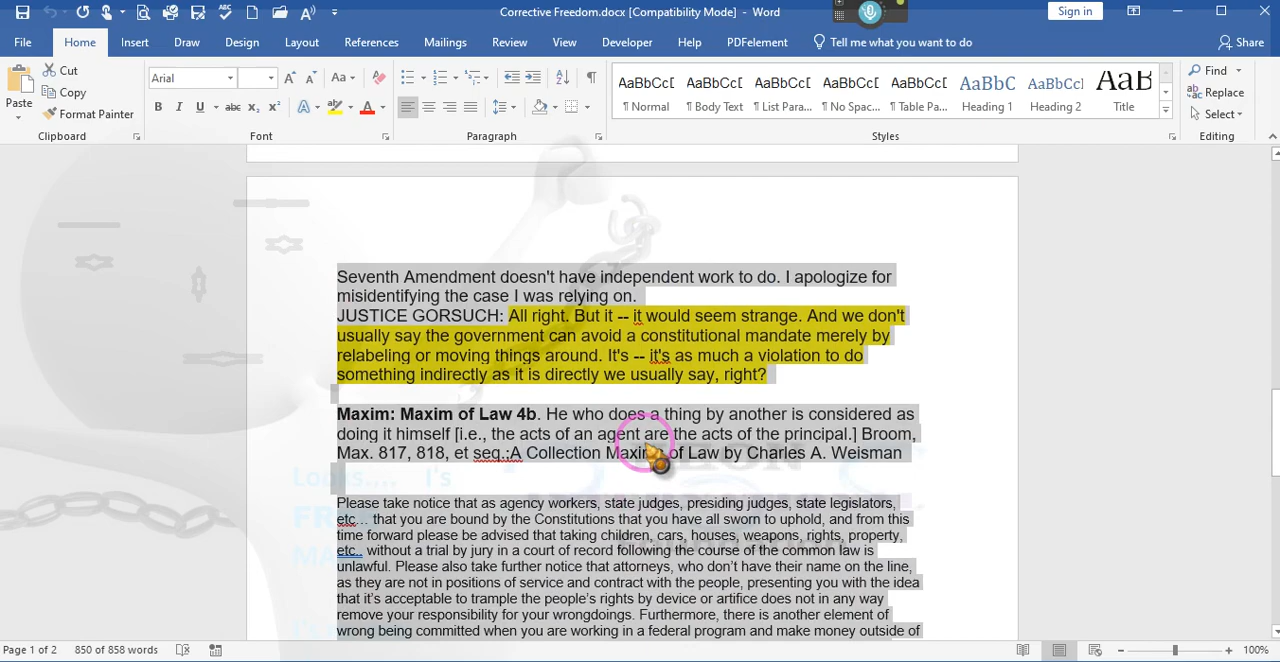 Corrective Freedom.docx [Compatibility Mode] - Word
Sign in
File Home Insert Draw Design Layout References Mailings Review View Developer Help PDFelement Tell me what you want to do Share
Paste
Cut
Copy
Format Painter
Clipboard
Arial
Aa
B I U abc x₂ x²
Font
Paragraph
AaBbCcD AaBbCcD AaBbCcD AaBbCcD AaBbCcD AaBbC AaBbCcI AaB
¶ Normal ¶ Body Text ¶ List Para... ¶ No Spac... ¶ Table Pa... Heading 1 Heading 2 Title
Styles
Find
Replace
Select
Editing
Seventh Amendment doesn't have independent work to do. I apologize for
misidentifying the case I was relying on.
JUSTICE GORSUCH: All right. But it -- it would seem strange. And we don't
usually say the government can avoid a constitutional mandate merely by
relabeling or moving things around. It's -- it's as much a violation to do
something indirectly as it is directly we usually say, right?
Maxim: Maxim of Law 4b. He who does a thing by another is considered as
doing it himself [i.e., the acts of an agent are the acts of the principal.] Broom,
Max. 817, 818, et seq.;A Collection Maxims of Law by Charles A. Weisman
Please take notice that as agency workers, state judges, presiding judges, state legislators,
etc... that you are bound by the Constitutions that you have all sworn to uphold, and from this
time forward please be advised that taking children, cars, houses, weapons, rights, property,
etc.. without a trial by jury in a court of record following the course of the common law is
unlawful. Please also take further notice that attorneys, who don't have their name on the line,
as they are not in positions of service and contract with the people, presenting you with the idea
that it's acceptable to trample the people's rights by device or artifice does not in any way
remove your responsibility for your wrongdoings. Furthermore, there is another element of
wrong being committed when you are working in a federal program and make money outside of
Page 1 of 2 850 of 858 words
100%